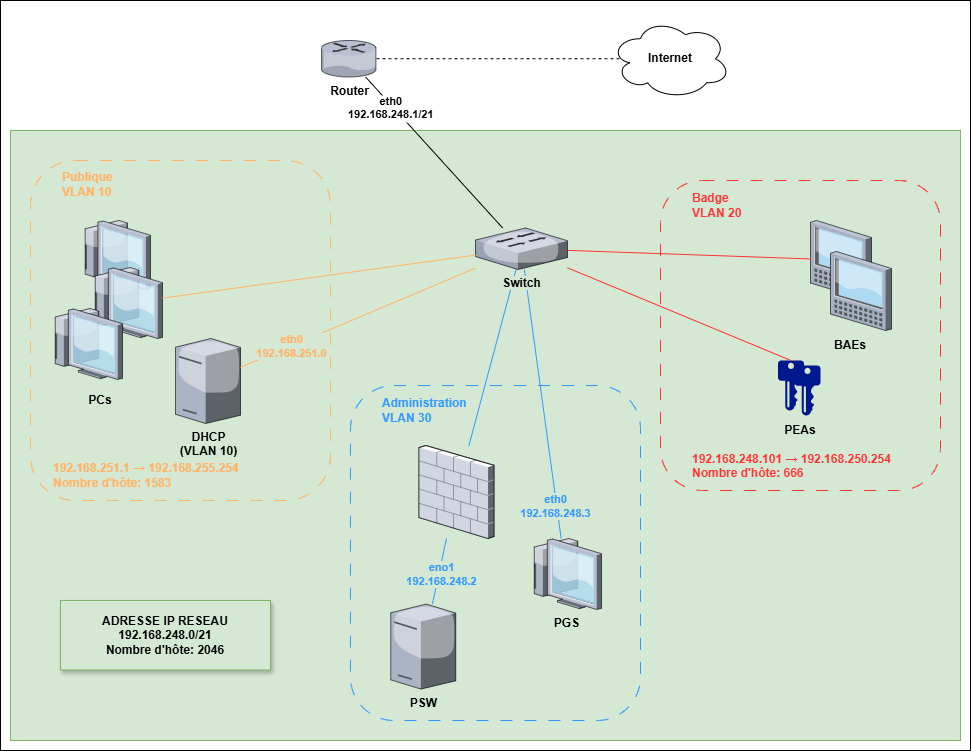 Internet
Router
eth0
192.168.248.1/21
Publique
VLAN 10
Badge
VLAN 20
Switch
eth0
192.168.251.0
BAEs
PCs
Administration
VLAN 30
PEAs
DHCP
(VLAN 10)
192.168.251.1 → 192.168.255.254
Nombre d'hôte: 1583
192.168.248.101 → 192.168.250.254
Nombre d'hôte: 666
eth0
192.168.248.3
eno1
192.168.248.2
ADRESSE IP RESEAU
192.168.248.0/21
Nombre d'hôte: 2046
PGS
PSW